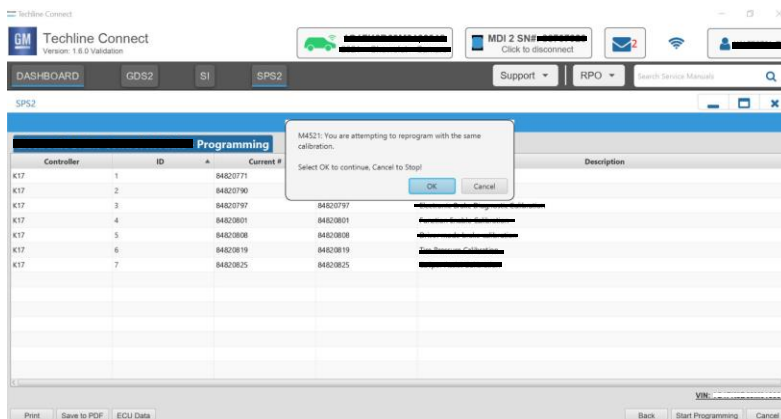 Techline Connect
GM
Techline Connect
Version: 1.6.0 Validation
MDI 2 SN#
Click to disconnect
2
DASHBOARD GDS2 SI SPS2 Support RPO Search Service Manuals
SPS2
Programming
M4521: You are attempting to reprogram with the same
calibration.
Select OK to continue, Cancel to Stop!
OK Cancel
Controller ID Current # Description
K17 1 84820771
K17 2 84820790
K17 3 84820797 84820797
K17 4 84820801 84820801
K17 5 84820808 84820808
K17 6 84820819 84820819
K17 7 84820825 84820825
VIN:
Print Save to PDF ECU Data Back Start Programming Cancel